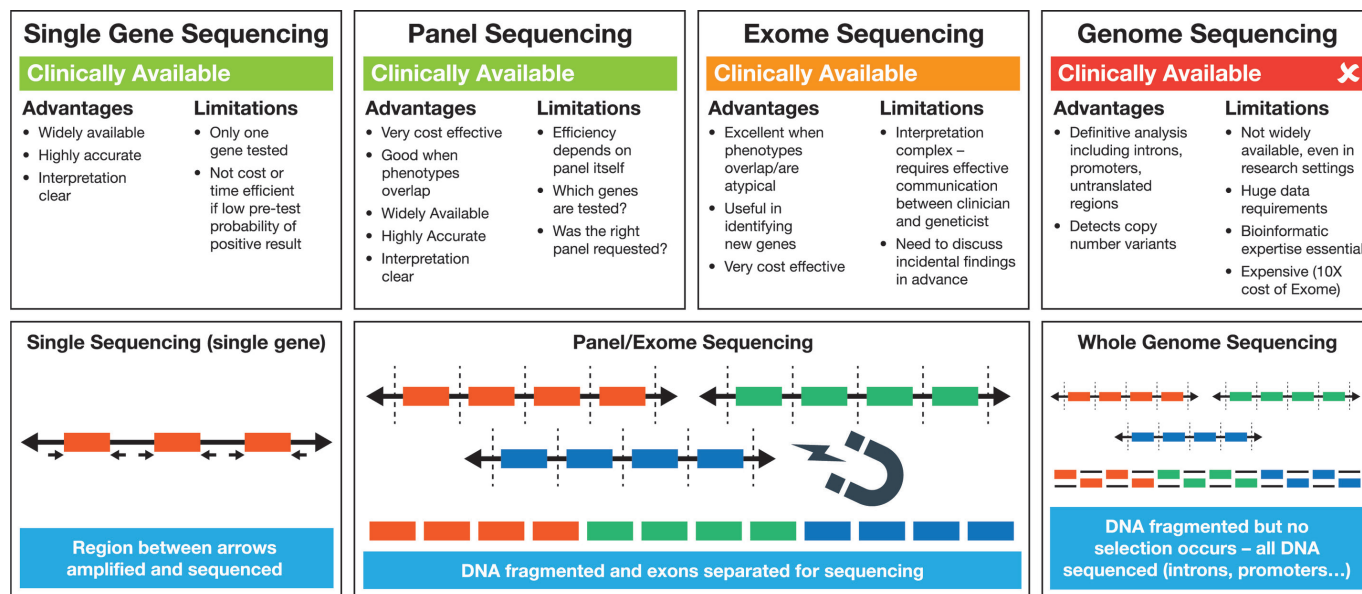 Single Gene Sequencing
Clinically Available
Advantages
• Widely available
• Highly accurate
• Interpretation
clear
Limitations
• Only one
gene tested
• Not cost or
time efficient
if low pre-test
probability of
positive result
Panel Sequencing
Clinically Available
Advantages
• Very cost effective
• Good when
phenotypes
overlap
• Widely Available
• Highly Accurate
• Interpretation
clear
Limitations
• Efficiency
depends on
panel itself
• Which genes
are tested?
• Was the right
panel requested?
Exome Sequencing
Clinically Available
Advantages
• Excellent when
phenotypes
overlap/are
atypical
• Useful in
identifying
new genes
• Very cost effective
Limitations
• Interpretation
complex –
requires effective
communication
between clinician
and geneticist
• Need to discuss
incidental findings
in advance
Genome Sequencing
Clinically Available ✘
Advantages
• Definitive analysis
including introns,
promoters,
untranslated
regions
• Detects copy
number variants
Limitations
• Not widely
available, even in
research settings
• Huge data
requirements
• Bioinformatic
expertise essential
• Expensive (10X
cost of Exome)
Single Sequencing (single gene)
Region between arrows
amplified and sequenced
Panel/Exome Sequencing
DNA fragmented and exons separated for sequencing
Whole Genome Sequencing
DNA fragmented but no
selection occurs – all DNA
sequenced (introns, promoters…)